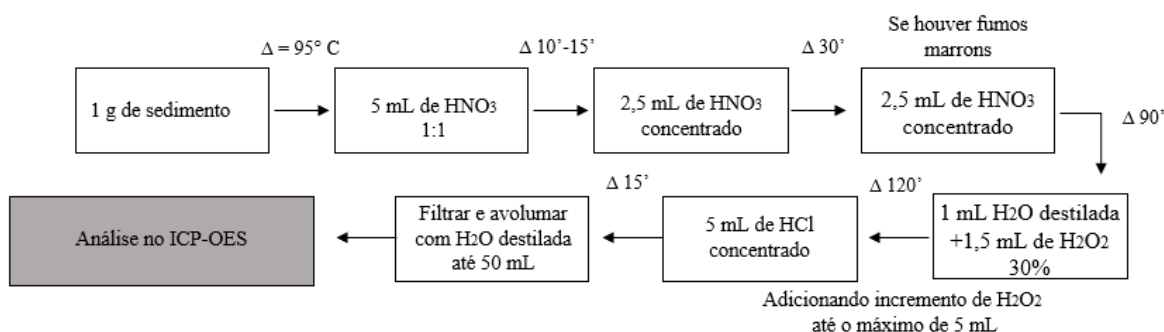 Δ = 95° C
Δ 10’-15’
Δ 30’
Se houver fumos
marrons
1 g de sedimento
5 mL de HNO3
1:1
2,5 mL de HNO3
concentrado
2,5 mL de HNO3
concentrado
Δ 90’
Δ 120’
Δ 15’
1 mL H2O destilada
+1,5 mL de H2O2
30%
5 mL de HCl
concentrado
Filtrar e avolumar
com H2O destilada
até 50 mL
Análise no ICP-OES
Adicionando incremento de H2O2
até o máximo de 5 mL